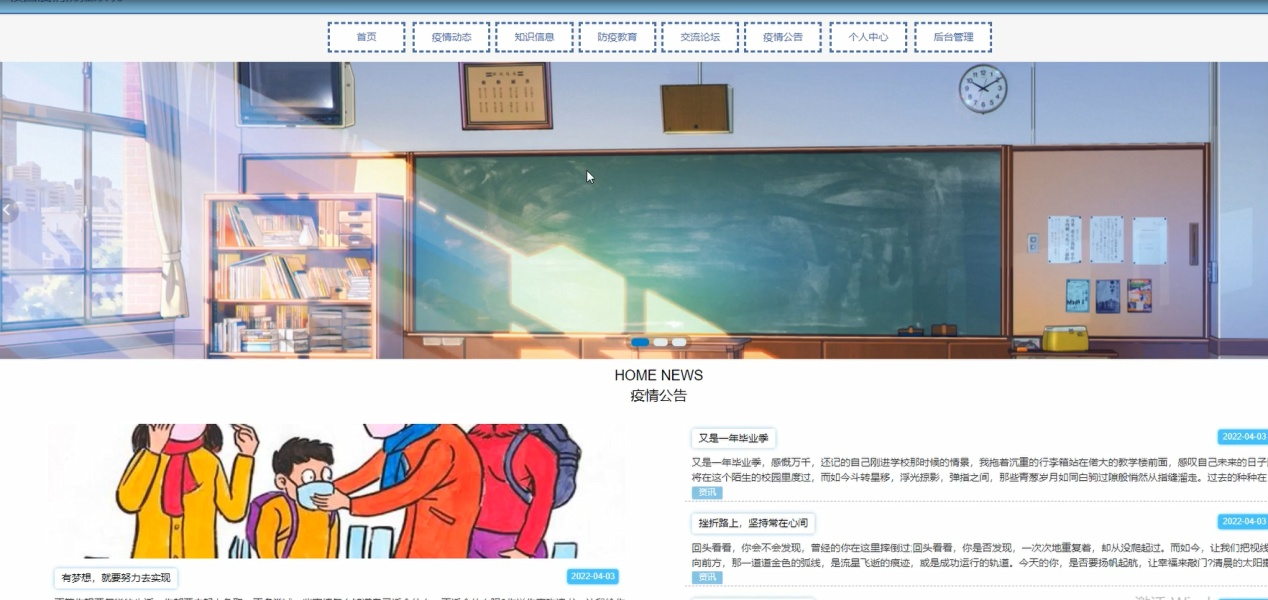 首页
疫情动态
知识信息
防疫教育
交流论坛
疫情公告
个人中心
后台管理
HOME NEWS
疫情公告
又是一年毕业季
2022-04-03
又是一年毕业季，感慨万千，还记的自己刚进学校那时候的情景，我拖着沉重的行李箱站在偌大的教学楼前面，感叹自己未来的日子
将在这个陌生的校园里度过，而如今斗转星移，浮光掠影，弹指之间，那些青葱岁月如同白驹过隙般悄然从指缝溜走。过去的种种在
资讯
挫折路上，坚持常在心间
2022-04-03
回头看看，你会不会发现，曾经的你在这里摔倒过;回头看看，你是否发现，一次次地重复着，却从没爬起过。而如今，让我们把视线
向前方，那一道道金色的弧线，是流星飞逝的痕迹，或是成功运行的轨道。今天的你，是否要扬帆起航，让幸福来敲门?清晨的太阳
资讯
有梦想，就要努力去实现
2022-04-03